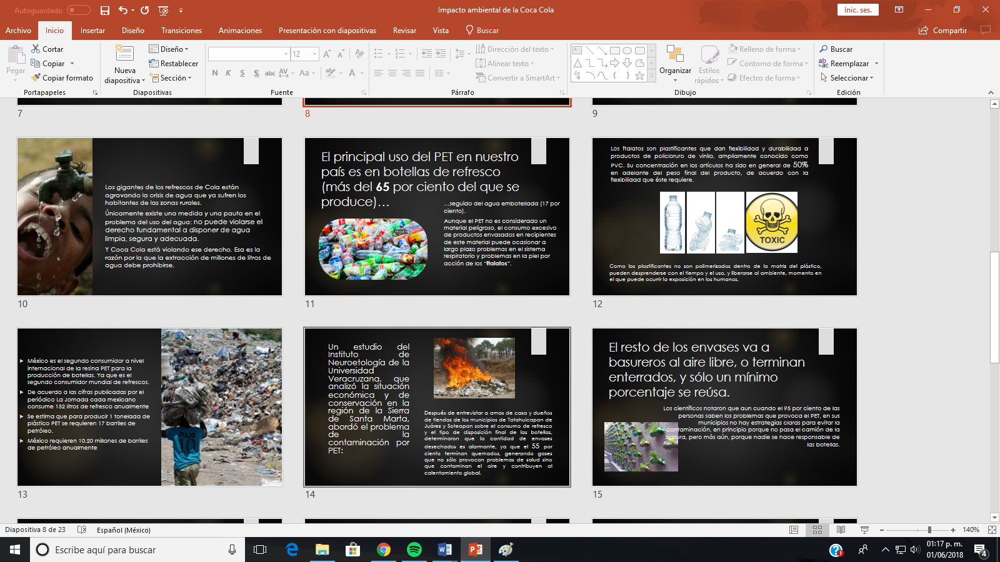 Autoguardado
Impacto ambiental de la Coca Cola
Inic. ses.
Archivo
Inicio
Insertar
Diseño
Transiciones
Animaciones
Presentación con diapositivas
Revisar
Vista
Buscar
Compartir
Pegar
Cortar
Copiar
Copiar formato
Portapapeles
Nueva
diapositiva
Diseño
Restablecer
Sección
Diapositivas
12
N K S S abc AV Aa A
Fuente
Dirección del texto
Alinear texto
Convertir a SmartArt
Párrafo
Organizar
Estilos
rápidos
Relleno de forma
Contorno de forma
Efectos de forma
Dibujo
Buscar
Reemplazar
Seleccionar
Edición
7
8
9
Los gigantes de los refrescos de Cola están
agravando la crisis de agua que ya sufren los
habitantes de las zonas rurales.
Únicamente existe una medida y una pauta en el
problema del uso del agua: no puede violarse el
derecho fundamental a disponer de agua
limpia, segura y adecuada.
Y Coca Cola está violando ese derecho. Esa es la
razón por la que la extracción de millones de litros de
agua debe prohibirse.
10
El principal uso del PET en nuestro
país es en botellas de refresco
(más del 65 por ciento del que se
produce)…
…seguido del agua embotellada (17 por
ciento).
Aunque el PET no es considerado un
material peligroso, el consumo excesivo
de productos envasados en recipientes
de este material puede ocasionar a
largo plazo problemas en el sistema
respiratorio y problemas en la piel por
acción de los "ftalatos".
11
Los ftalatos son plastificantes que dan flexibilidad y durabilidad a
productos de policloruro de vinilo, ampliamente conocido como
PVC. Su concentración en los artículos ha sido en general de 50%
en adelante del peso final del producto, de acuerdo con la
flexibilidad que éste requiere.
TOXIC
Como los plastificantes no son polimerizados dentro de la matriz del plástico,
pueden desprenderse con el tiempo y el uso, y liberarse al ambiente, momento en
el que puede ocurrir la exposición en los humanos.
12
México es el segundo consumidor a nivel
internacional de la resina PET para la
producción de botellas. Ya que es el
segundo consumidor mundial de refrescos.
De acuerdo a las cifras publicadas por el
periódico La Jornada cada mexicano
consume 152 litros de refresco anualmente
Se estima que para producir 1 tonelada de
plástico PET se requieren 17 barriles de
petróleo.
México requieren 10.20 millones de barriles
de petróleo anualmente
JULIO
13
Un estudio del
Instituto de
Neuroetología de la
Universidad
Veracruzana, que
analizó la situación
económica y de
conservación en la
región de la Sierra
de Santa Marta,
abordó el problema
de la
contaminación por
PET:
Después de entrevistar a amas de casa y dueños
de tiendas de los municipios de Tatahuicapan de
Juárez y Soteapan sobre el consumo de refresco
y el tipo de disposición final de las botellas,
determinaron que la cantidad de envases
desechados es alarmante, ya que el 55 por
ciento terminan quemados, generando gases
que no sólo provocan problemas de salud sino
que contaminan el aire y contribuyen al
calentamiento global.
14
El resto de los envases va a
basureros al aire libre, o terminan
enterrados, y sólo un mínimo
porcentaje se reúsa.
Los científicos notaron que aun cuando el 95 por ciento de las
personas saben los problemas que provoca el PET, en sus
municipios no hay estrategias claras para evitar la
contaminación, en principio porque no pasa el camión de la
basura, pero más aún, porque nadie se hace responsable de
las botellas.
15
Diapositiva 8 de 23
Español (México)
140%
Escribe aquí para buscar
01:17 p. m.
01/06/2018
4